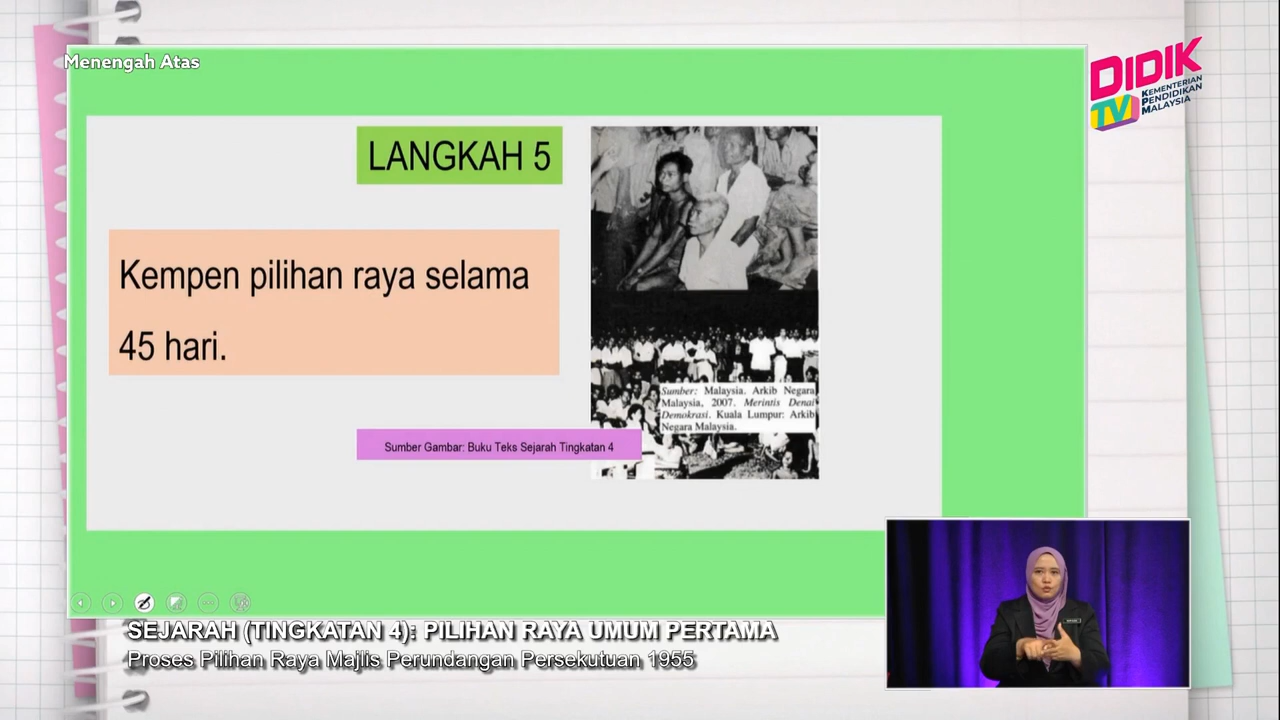 Menengah Atas
DIDIK
TV
KEMENTERIAN
PENDIDIKAN
MALAYSIA
LANGKAH 5
Kempen pilihan raya selama
45 hari.
Sumber: Malaysia. Arkib Negara
Malaysia, 2007. Merintis Denai
Demokrasi. Kuala Lumpur: Arkib
Negara Malaysia.
Sumber Gambar: Buku Teks Sejarah Tingkatan 4
SEJARAH (TINGKATAN 4): PILIHAN RAYA UMUM PERTAMA
Proses Pilihan Raya Majlis Perundangan Persekutuan 1955